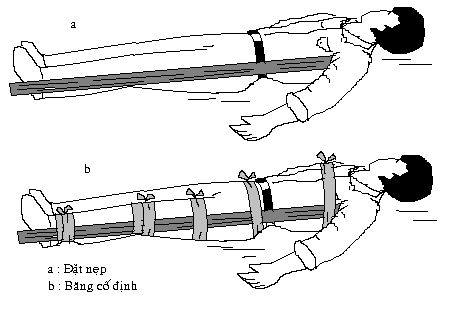 a
b
a : Đặt nẹp
b : Băng cố định